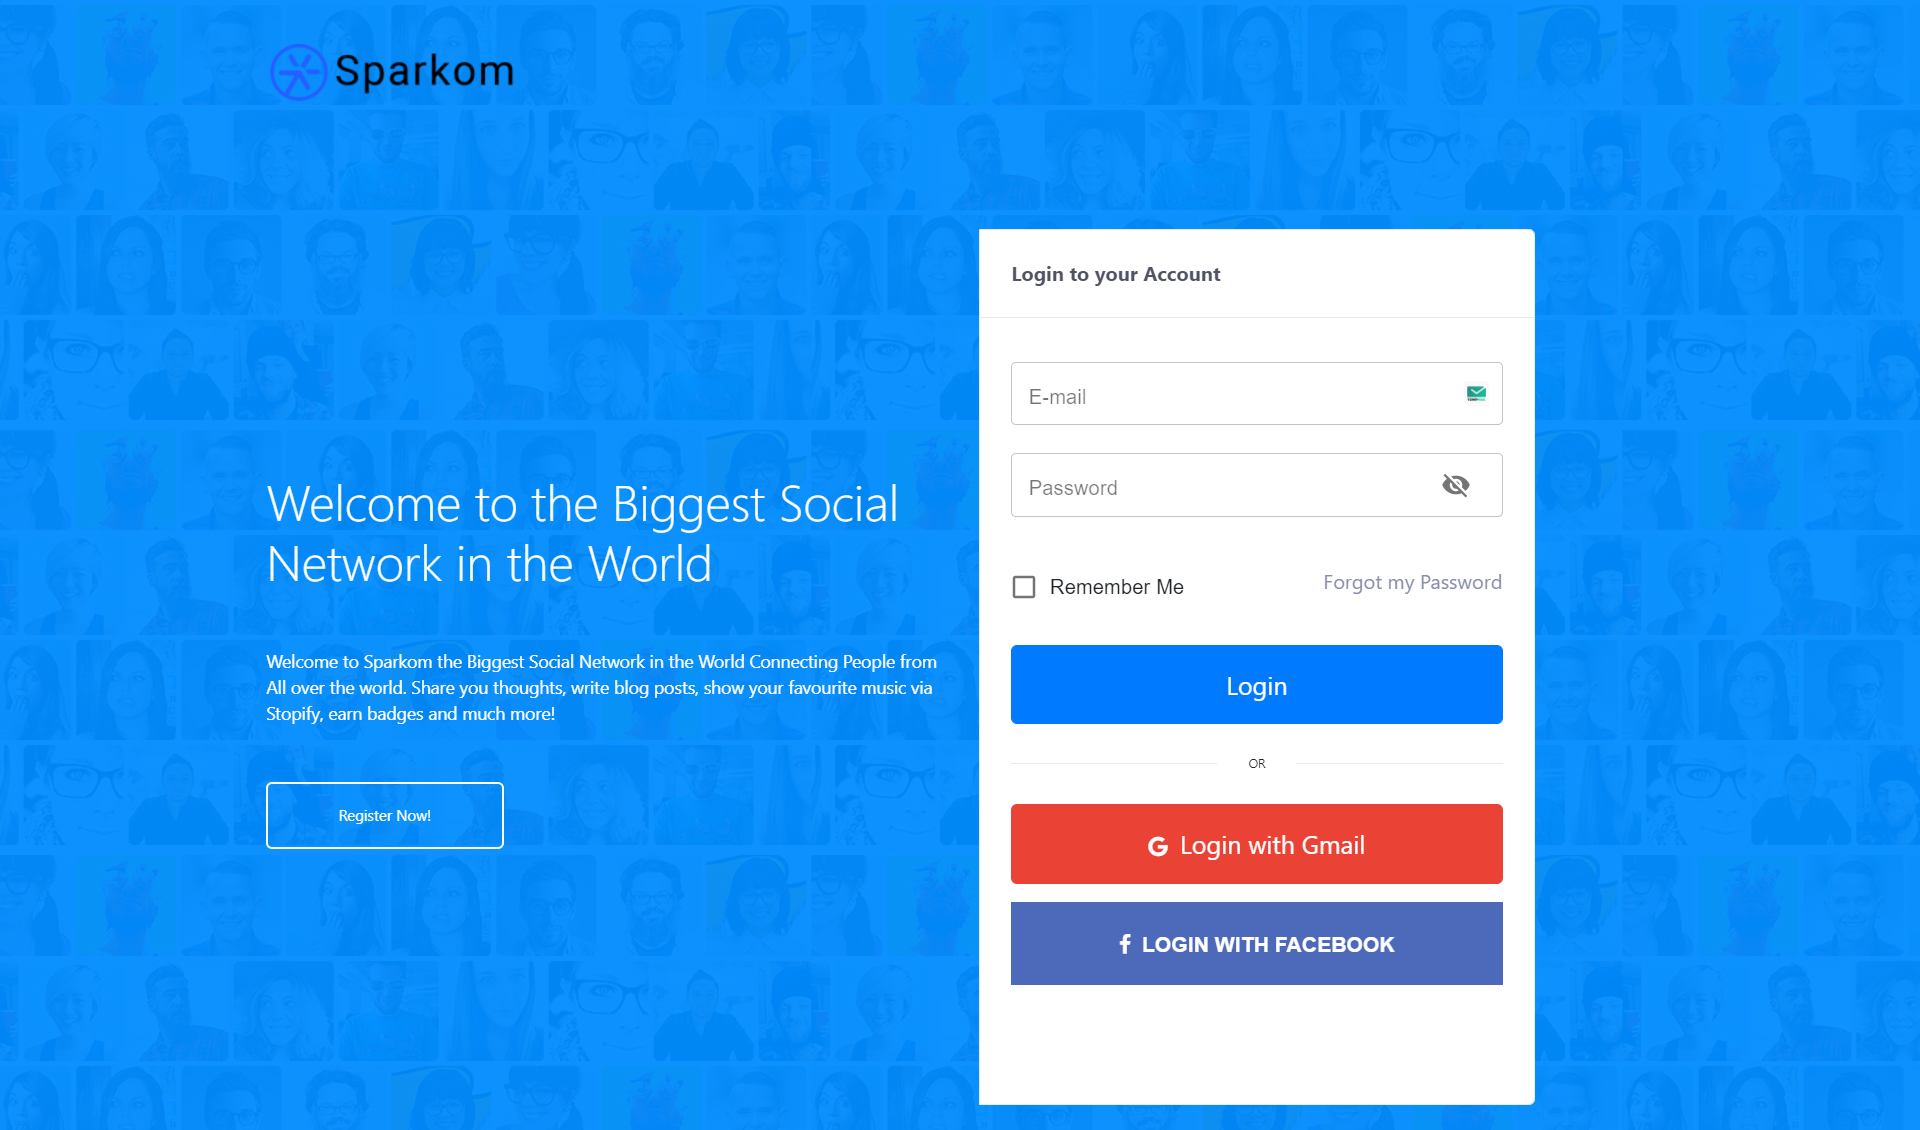 Sparkom
Welcome to the Biggest Social
Network in the World
Welcome to Sparkom the Biggest Social Network in the World Connecting People from
All over the world. Share you thoughts, write blog posts, show your favourite music via
Stopify, earn badges and much more!
Register Now!
Login to your Account
E-mail
Password
Remember Me
Forgot my Password
Login
OR
Login with Gmail
LOGIN WITH FACEBOOK